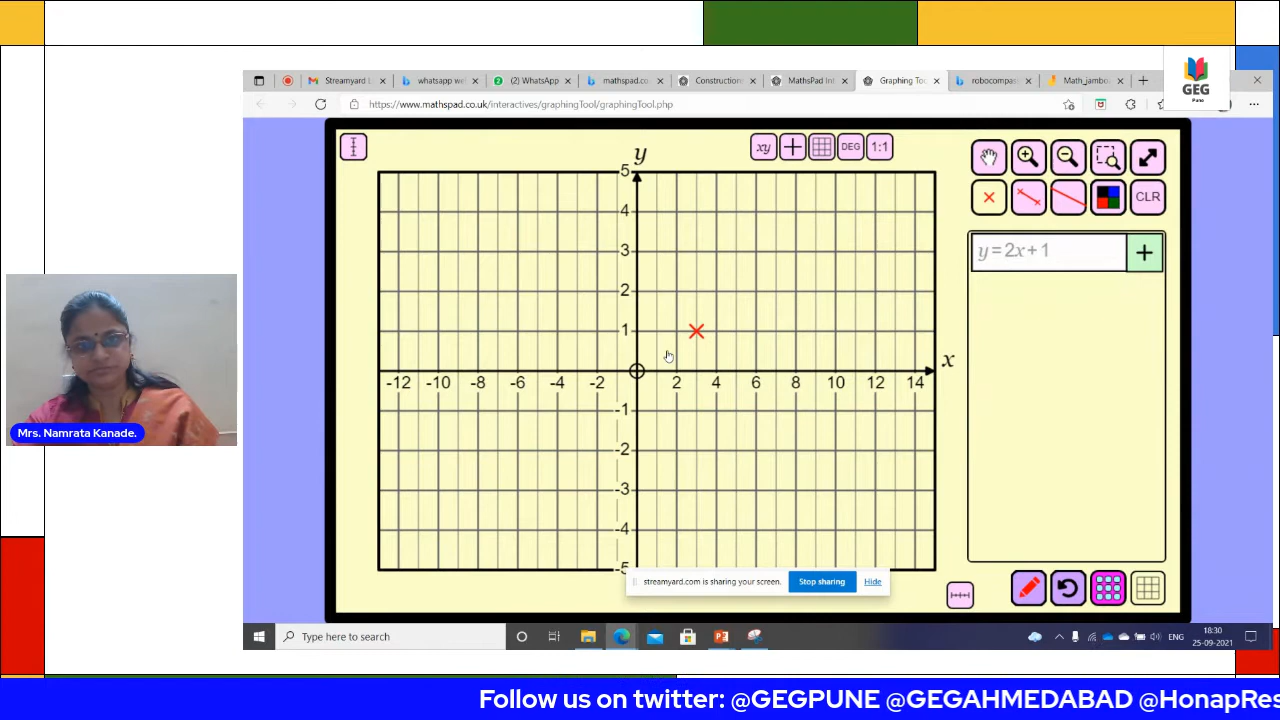 Streamyard L
whatsapp we
(2) WhatsApp
mathspad.co
Constructions
MathsPad Int
Graphing Too
robocompass
Math_jambo
GEG
Pune
https://www.mathspad.co.uk/interactives/graphingTool/graphingTool.php
xy
DEG
1:1
CLR
y
5
4
3
2
1
-12 -10 -8 -6 -4 -2 2 4 6 8 10 12 14
x
-1
-2
-3
-4
-5
y=2x+1
+
Mrs. Namrata Kanade.
streamyard.com is sharing your screen.
Stop sharing
Hide
Type here to search
ENG
18:30
25-09-2021
Follow us on twitter: @GEGPUNE @GEGAHMEDABAD @HonapRes